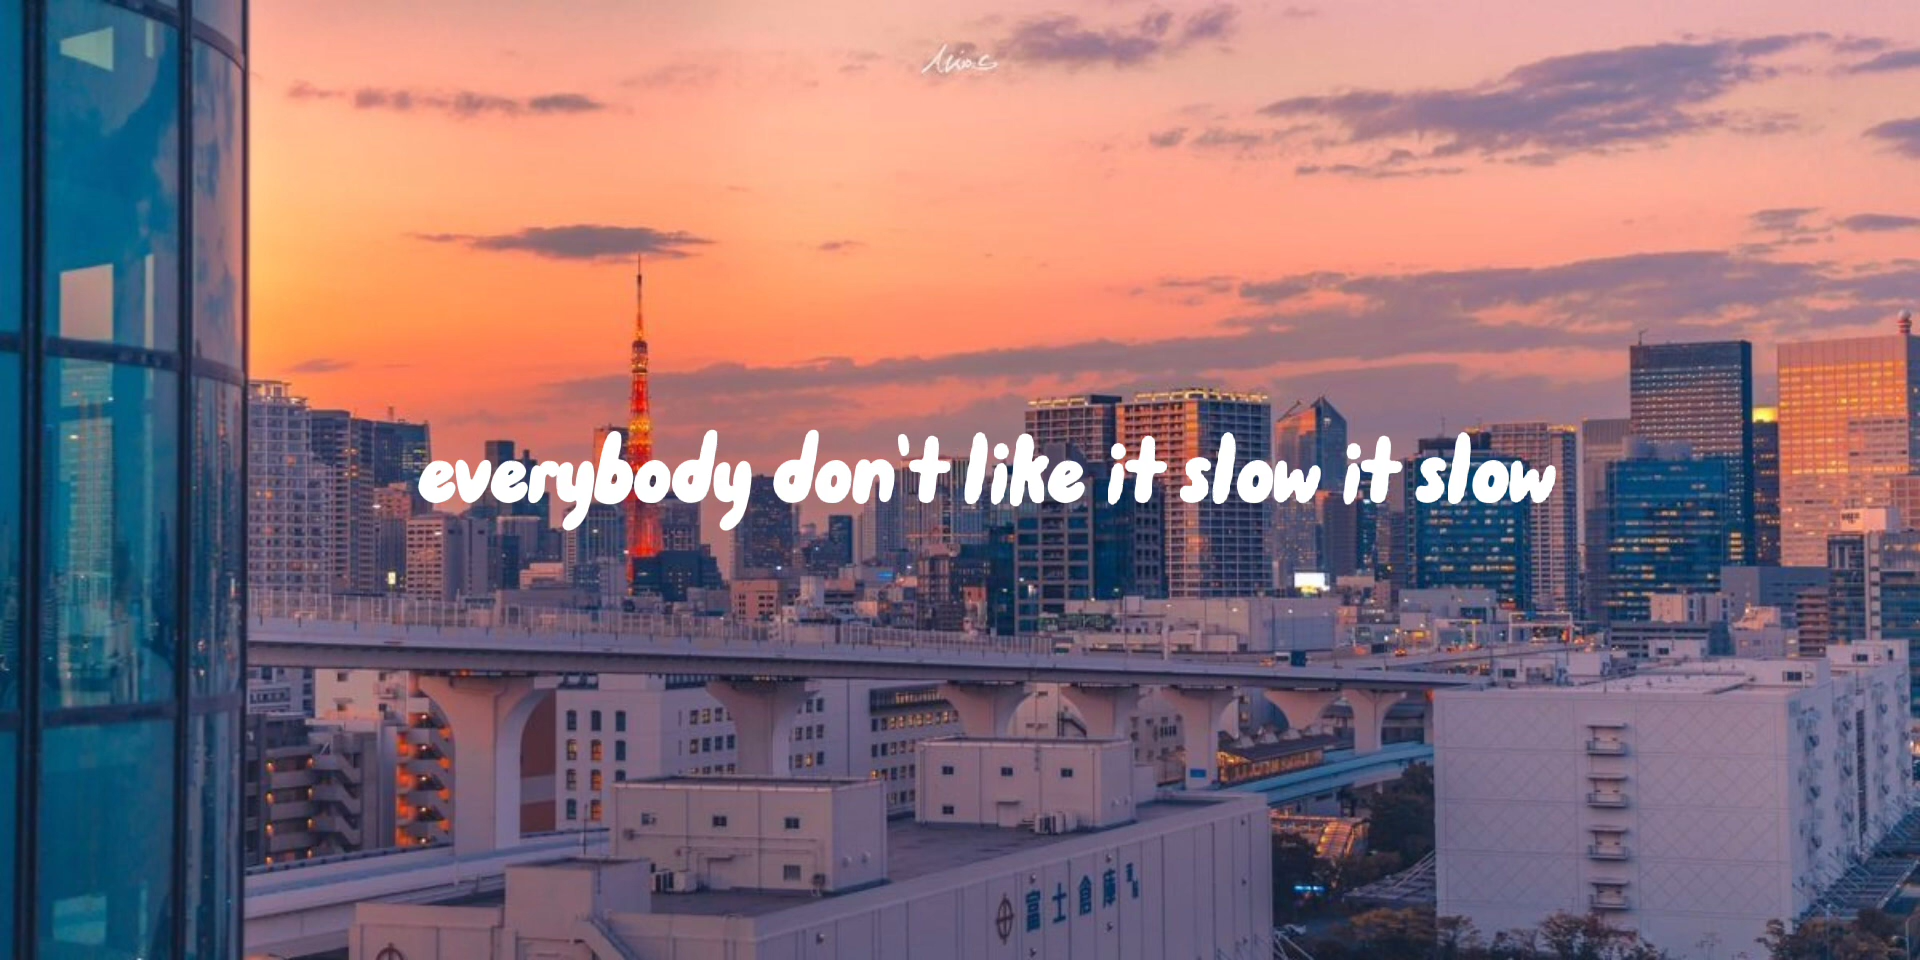 everybody don't like it slow it slow
富士倉庫